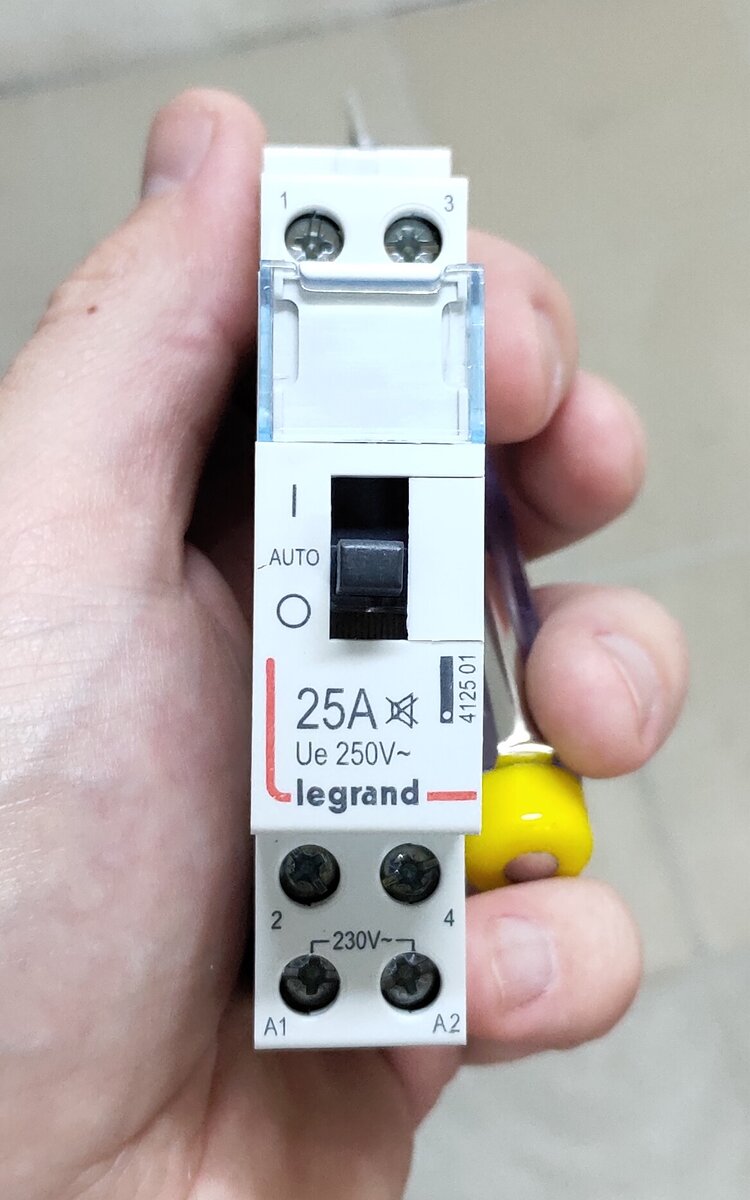 1 3
I
AUTO
O
25A
4125 01
Ue 250V~
legrand
2 4
230V~
A1 A2